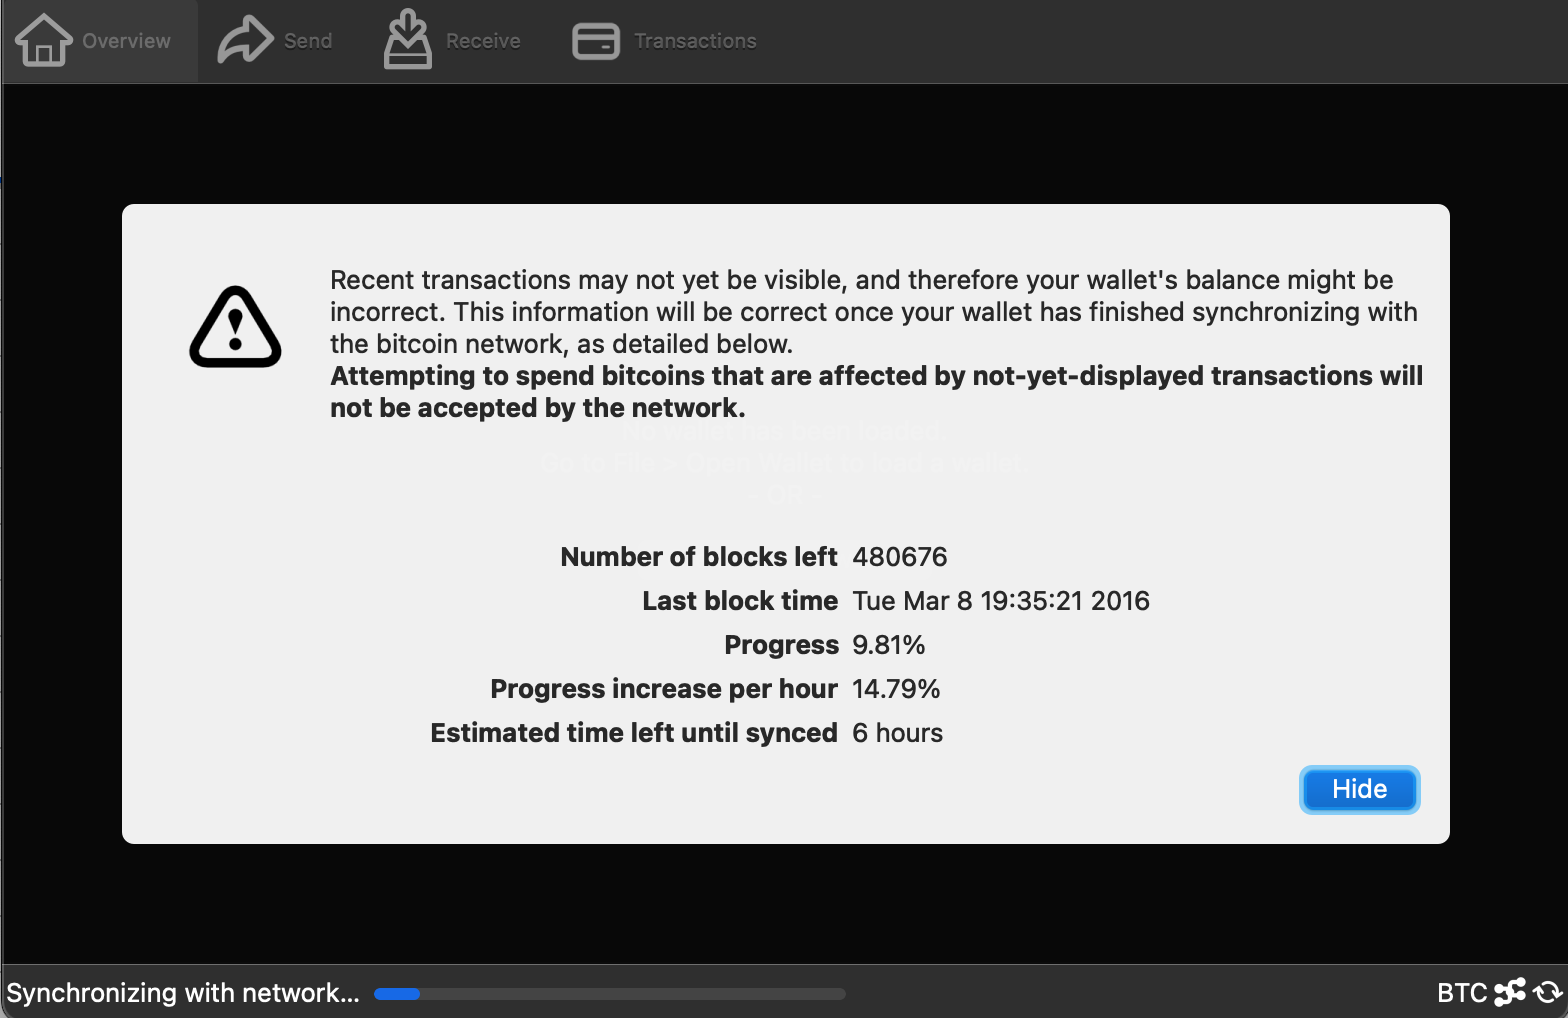 Overview Send Receive Transactions
Recent transactions may not yet be visible, and therefore your wallet's balance might be
incorrect. This information will be correct once your wallet has finished synchronizing with
the bitcoin network, as detailed below.
Attempting to spend bitcoins that are affected by not-yet-displayed transactions will
not be accepted by the network.
No wallet has been loaded.
Go to File > Open Wallet to load a wallet.
- OR -
Number of blocks left 480676
Last block time Tue Mar 8 19:35:21 2016
Progress 9.81%
Progress increase per hour 14.79%
Estimated time left until synced 6 hours
Hide
Synchronizing with network... BTC